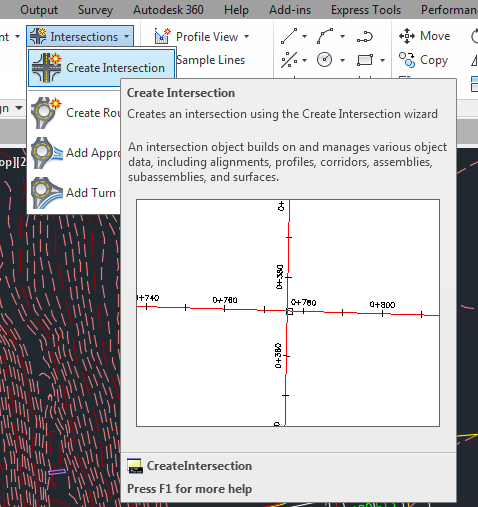 Output Survey Autodesk 360 Help Add-ins Express Tools Performan
nt Intersections Profile View Move
Create Intersection Sample Lines
Create Intersection
Create Rou Creates an intersection using the Create Intersection wizard
gn
Add Appro An intersection object builds on and manages various object
data, including alignments, profiles, corridors, assemblies,
op][2 subassemblies, and surfaces.
Add Turn
0+
0+380
0+740 0+760 0+780 0+800
0+360
0
CreateIntersection
Press F1 for more help